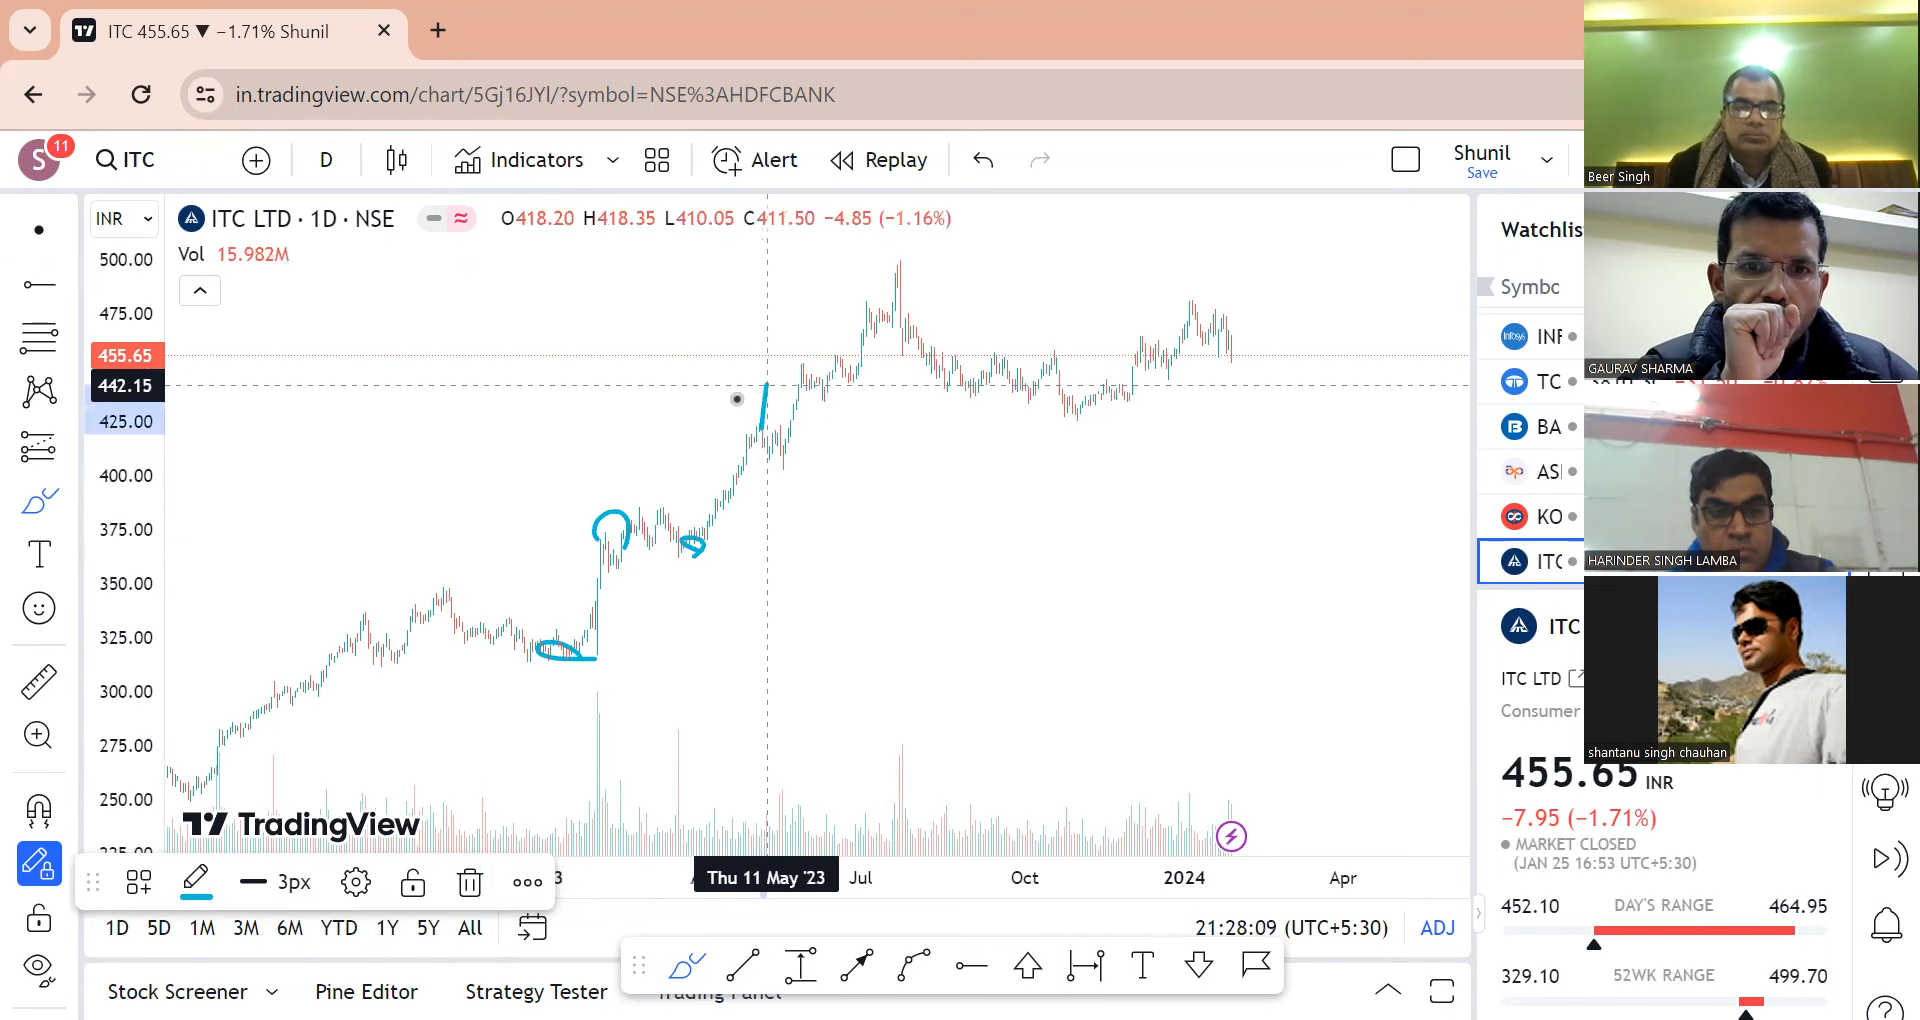 ITC 455.65 ▼ −1.71% Shunil
in.tradingview.com/chart/5Gj16JYl/?symbol=NSE%3AHDFCBANK
S 11 ITC D Indicators Alert Replay Shunil
Save
INR ITC LTD · 1D · NSE O418.20 H418.35 L410.05 C411.50 −4.85 (−1.16%)
Vol 15.982M
500.00
475.00
455.65
442.15
425.00
400.00
375.00
350.00
325.00
300.00
275.00
250.00
TradingView
Thu 11 May '23 Jul Oct 2024 Apr
3px
1D 5D 1M 3M 6M YTD 1Y 5Y All 21:28:09 (UTC+5:30) ADJ
Stock Screener Pine Editor Strategy Tester Trading Panel
Watchlis
Symbo
INF
TC
BA
ASI
KO
ITC
ITC
ITC LTD
Consumer
455.65 INR
−7.95 (−1.71%)
MARKET CLOSED
(JAN 25 16:53 UTC+5:30)
452.10 DAY'S RANGE 464.95
329.10 52WK RANGE 499.70
Beer Singh
GAURAV SHARMA
HARINDER SINGH LAMBA
shantanu singh chauhan